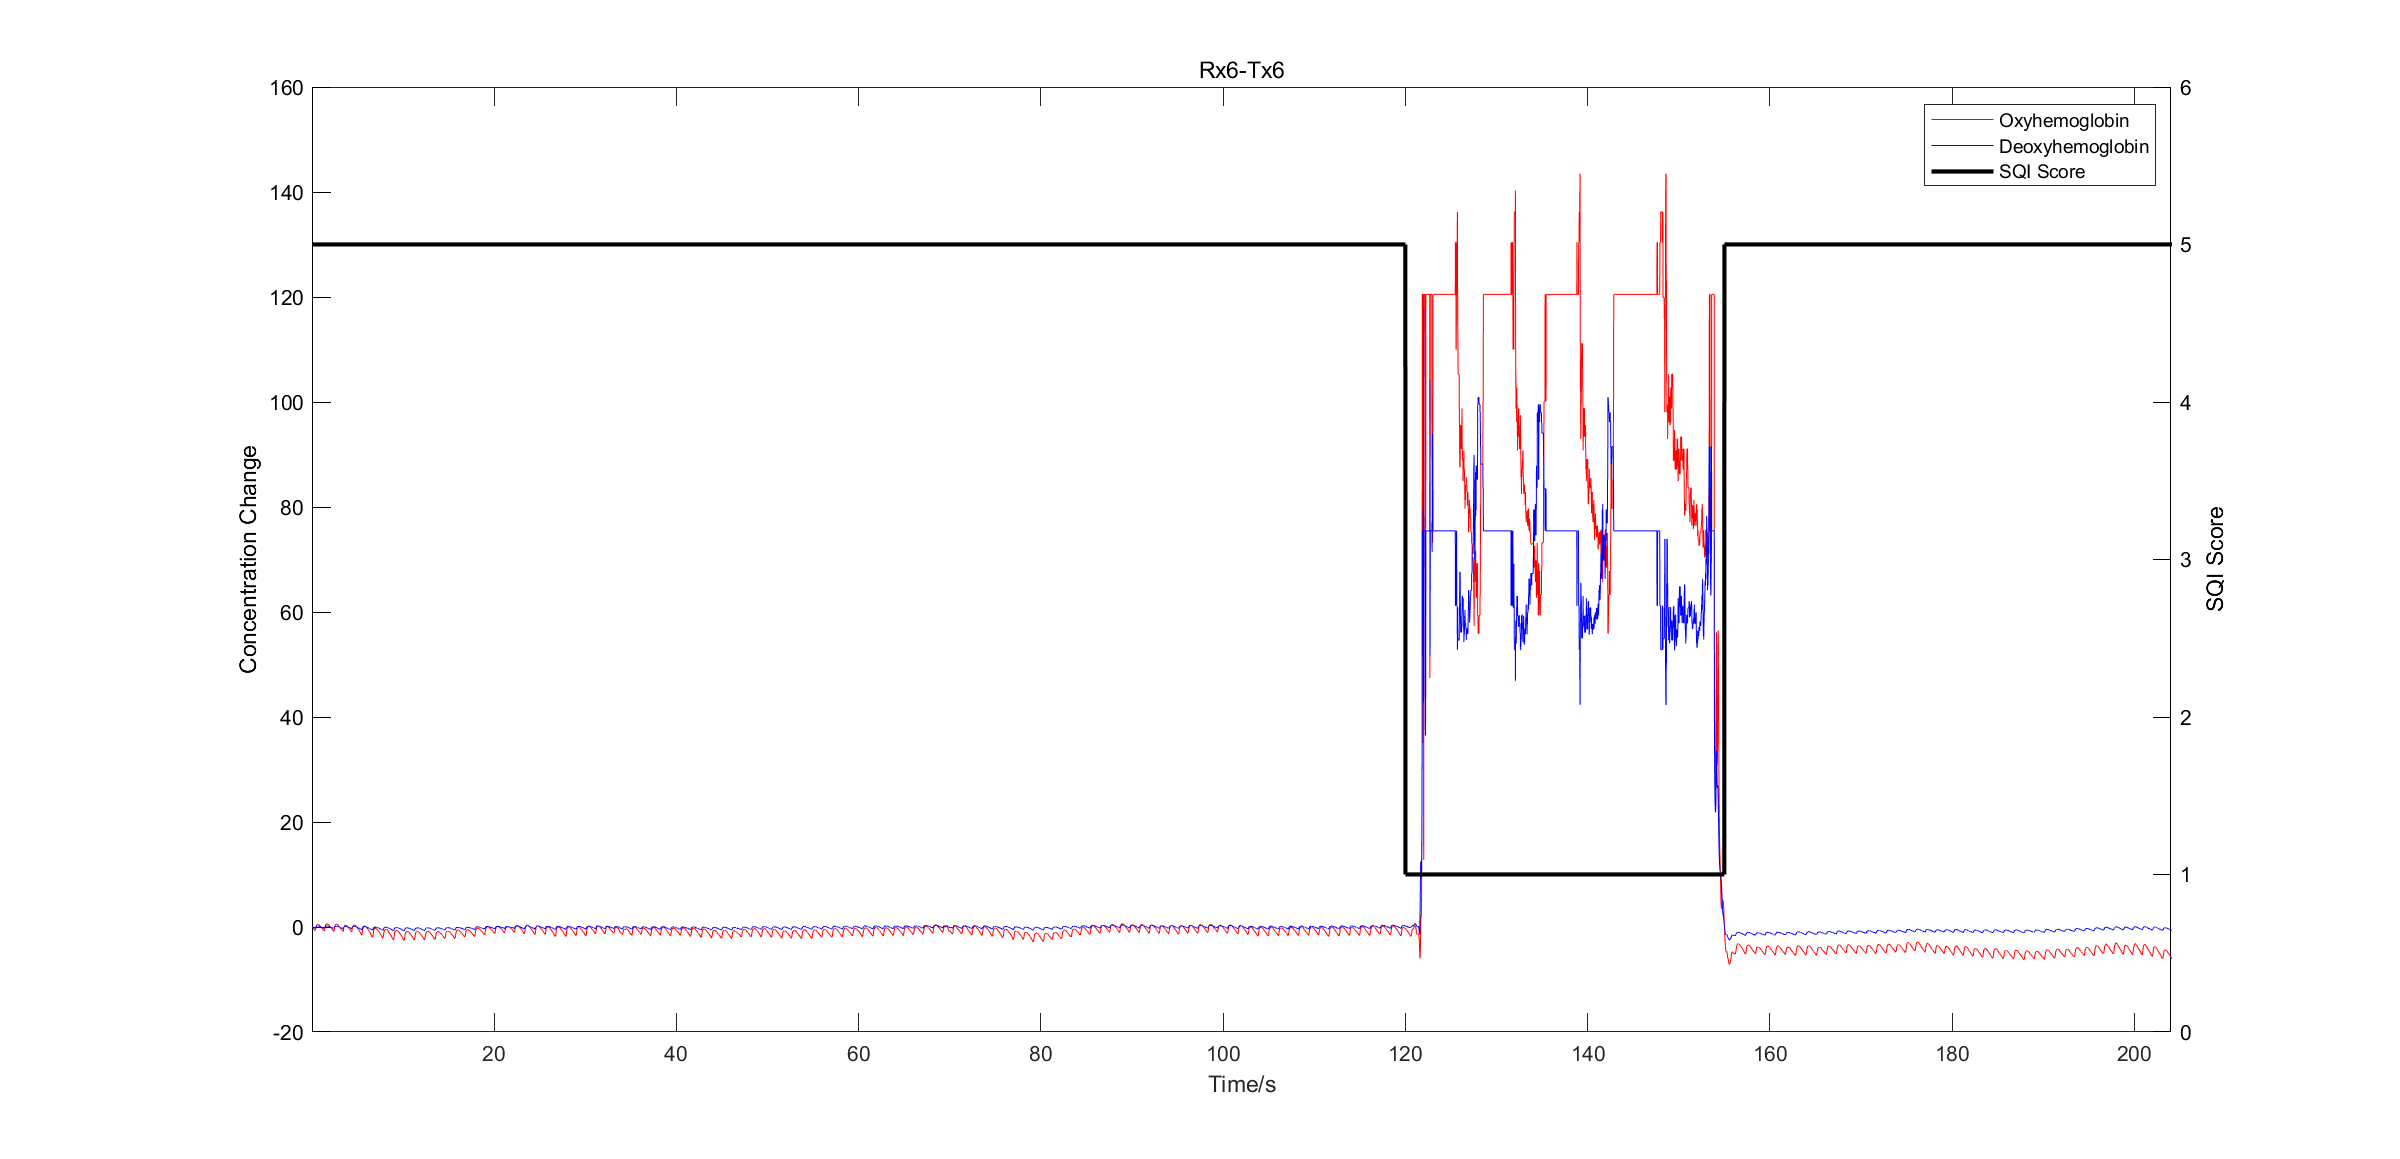 Rx6-Tx6
160
140
120
100
80
60
40
20
0
-20
Concentration Change
20 40 60 80 100 120 140 160 180 200
Time/s
6
5
4
3
2
1
0
SQI Score
Oxyhemoglobin
Deoxyhemoglobin
SQI Score